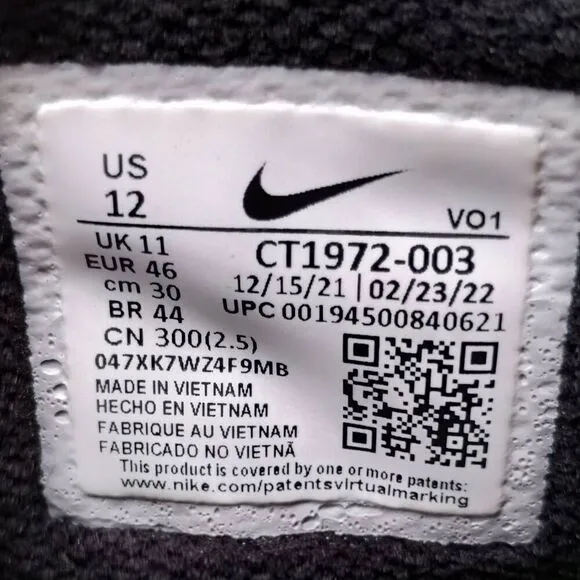 US
12
VO1
UK 11
EUR 46
cm 30
BR 44
CN 300(2.5)
CT1972-003
12/15/21 | 02/23/22
UPC 00194500840621
047XK7WZ4F9MB
MADE IN VIETNAM
HECHO EN VIETNAM
FABRIQUE AU VIETNAM
FABRICADO NO VIETNÃ
This product is covered by one or more patents:
www.nike.com/patentsvirtualmarking